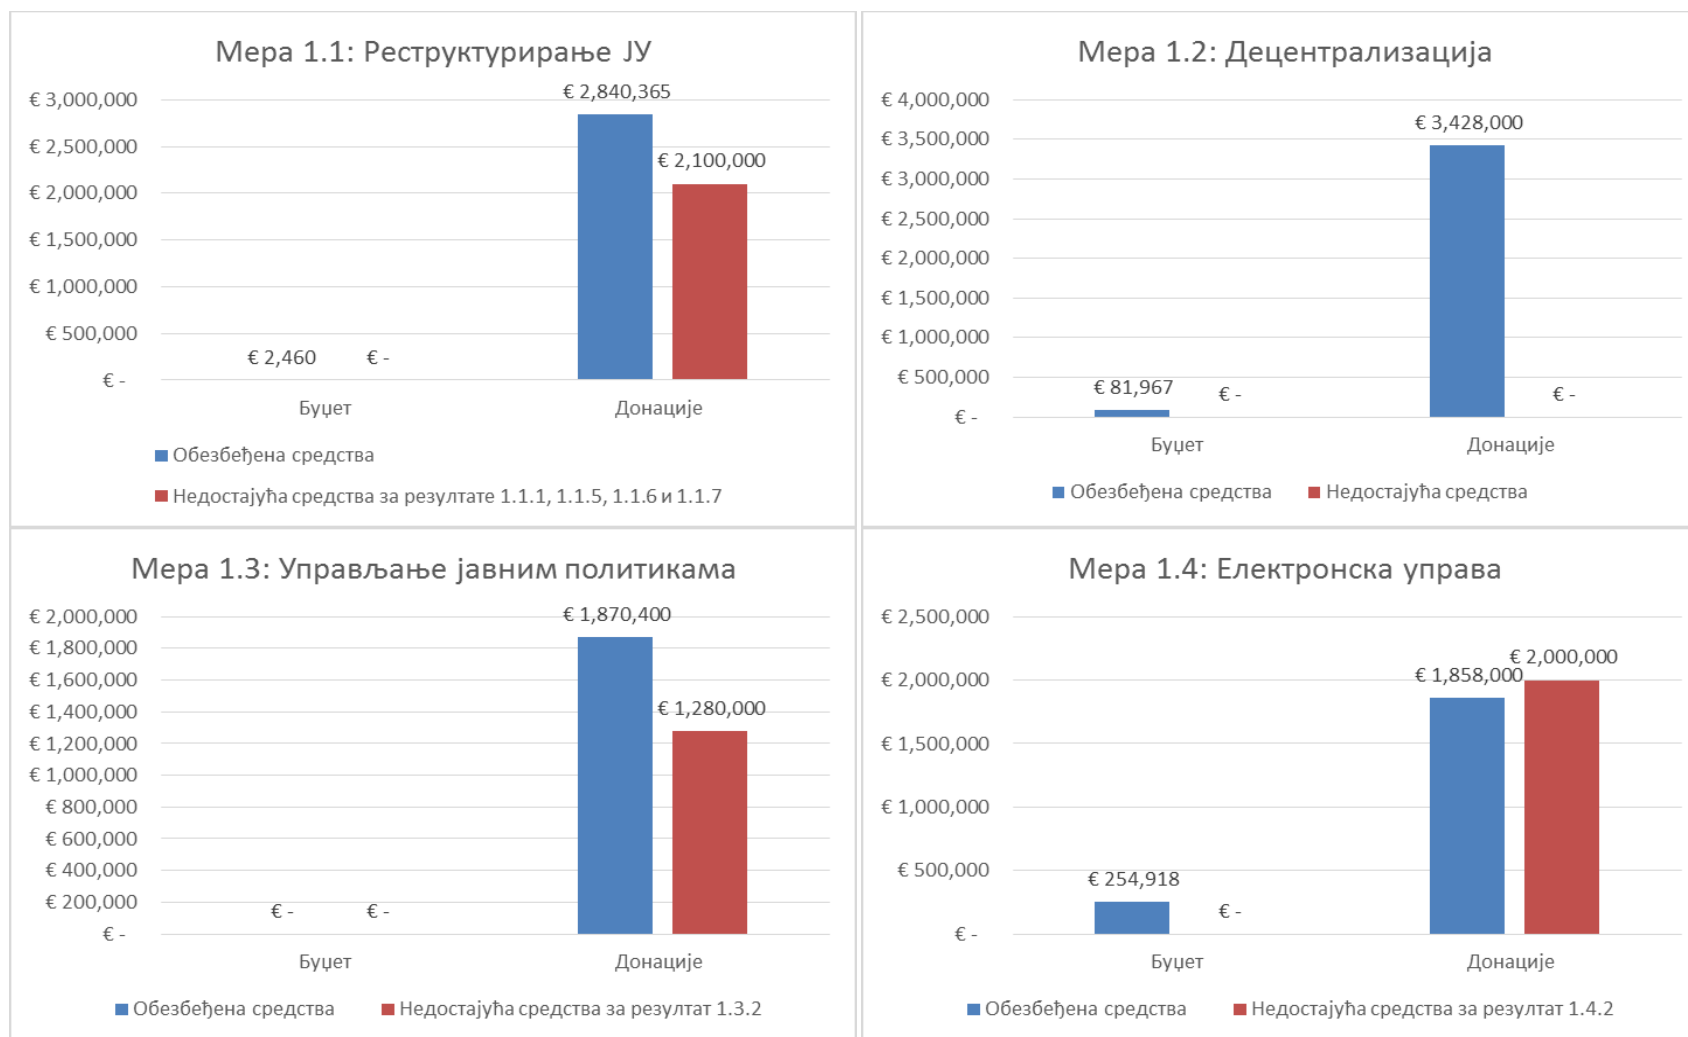 Мера 1.1: Реструктурирање ЈУ
€ 3,000,000
€ 2,500,000
€ 2,000,000
€ 1,500,000
€ 1,000,000
€ 500,000
€ -
€ 2,460
€ -
€ 2,840,365
€ 2,100,000
Буџет
Донације
Обезбеђена средства
Недостајућа средства за резултате 1.1.1, 1.1.5, 1.1.6 и 1.1.7
Мера 1.2: Децентрализација
€ 4,000,000
€ 3,500,000
€ 3,000,000
€ 2,500,000
€ 2,000,000
€ 1,500,000
€ 1,000,000
€ 500,000
€ -
€ 81,967
€ -
€ 3,428,000
€ -
Буџет
Донације
Обезбеђена средства
Недостајућа средства
Мера 1.3: Управљање јавним политикама
€ 2,000,000
€ 1,800,000
€ 1,600,000
€ 1,400,000
€ 1,200,000
€ 1,000,000
€ 800,000
€ 600,000
€ 400,000
€ 200,000
€ -
€ -
€ -
€ 1,870,400
€ 1,280,000
Буџет
Донације
Обезбеђена средства
Недостајућа средства за резултат 1.3.2
Мера 1.4: Електронска управа
€ 2,500,000
€ 2,000,000
€ 1,500,000
€ 1,000,000
€ 500,000
€ -
€ 254,918
€ -
€ 1,858,000
€ 2,000,000
Буџет
Донације
Обезбеђена средства
Недостајућа средства за резултат 1.4.2